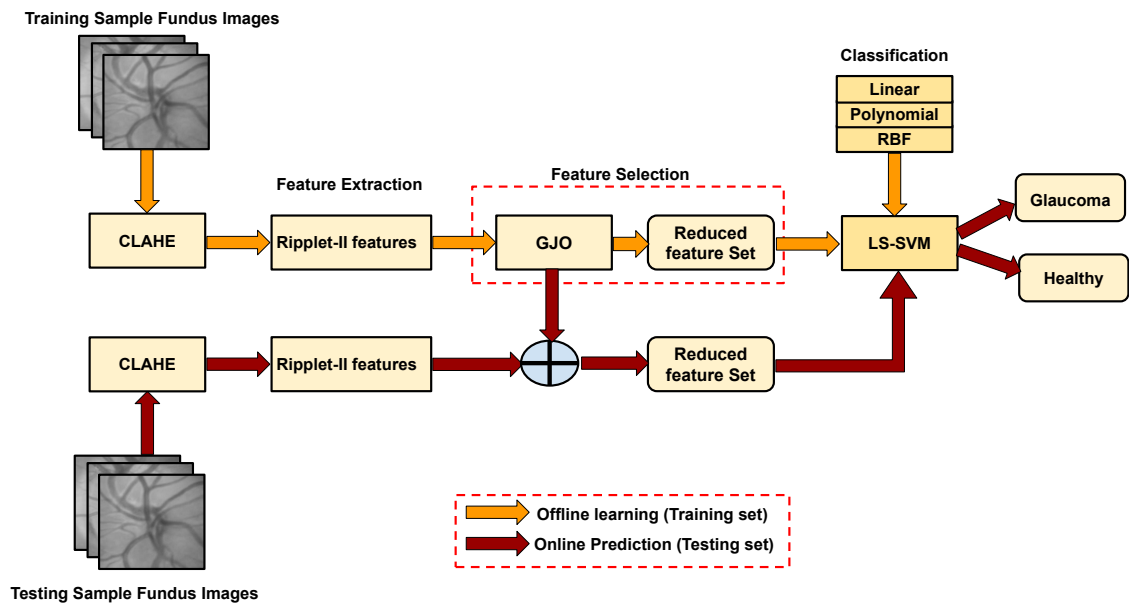 Training Sample Fundus Images
Classification
Linear
Polynomial
RBF
Feature Extraction
Feature Selection
CLAHE
Ripplet-II features
GJO
Reduced
feature Set
LS-SVM
Glaucoma
Healthy
CLAHE
Ripplet-II features
Reduced
feature Set
Offline learning (Training set)
Online Prediction (Testing set)
Testing Sample Fundus Images